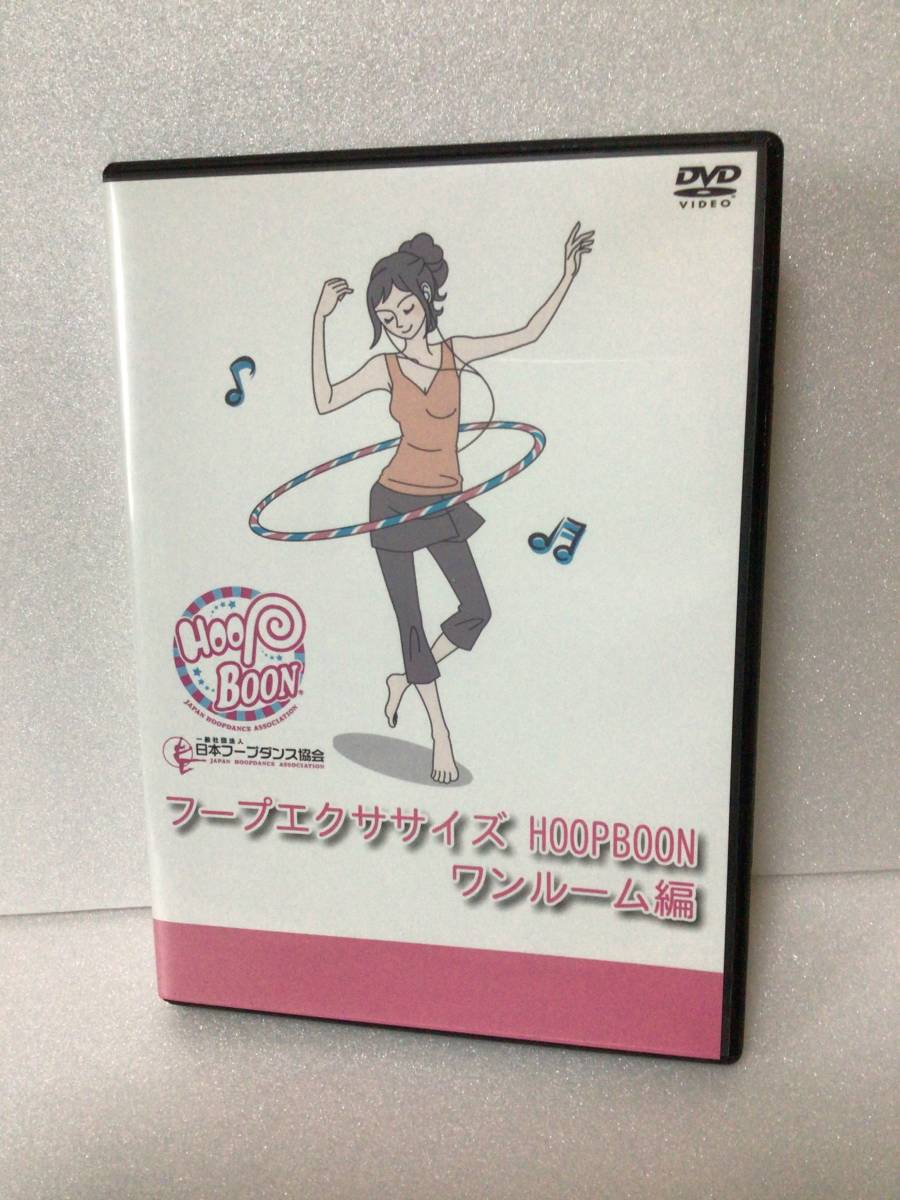 DVD
VIDEO
HOOP
BOON
JAPAN HOOPDANCE ASSOCIATION
一般社団法人
日本フープダンス協会
JAPAN HOOPDANCE ASSOCIATION
フープエクササイズ HOOPBOON
ワンルーム編